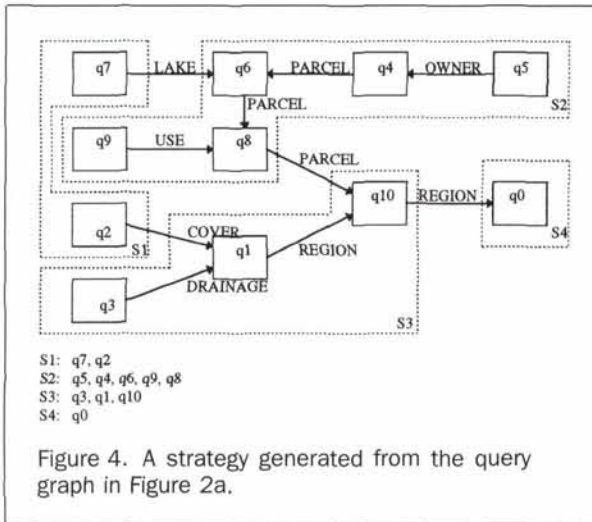 q7 LAKE q6 PARCEL q4 OWNER q5
PARCEL S2
q9 USE q8 PARCEL
q10 REGION q0
q2 COVER S4
S1 q1 REGION
DRAINAGE
q3
S3
S1: q7, q2
S2: q5, q4, q6, q9, q8
S3: q3, q1, q10
S4: q0
Figure 4. A strategy generated from the query
graph in Figure 2a.